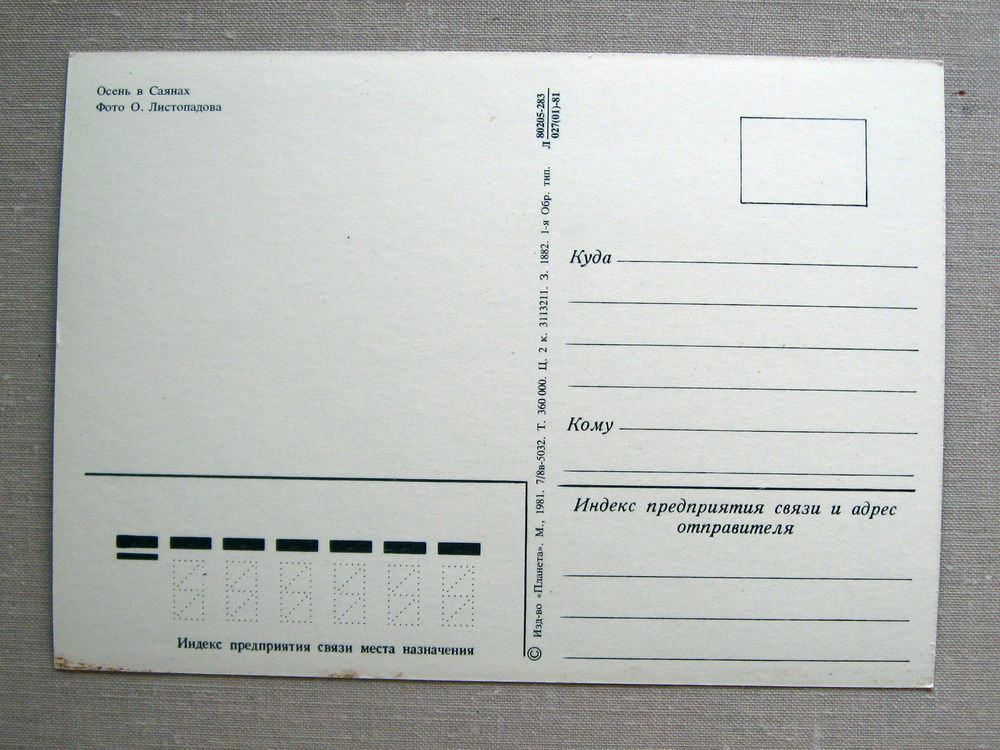 Осень в Саянах
Фото О. Листопадова
Индекс предприятия связи места назначения
© Изд-во «Планета». М., 1981. 7/8в-5032. Т. 360 000. Ц. 2 к. 3113211. З. 1882. 1-я Обр. тип. Л 80205-283
027(01)-81
Куда
Кому
Индекс предприятия связи и адрес
отправителя